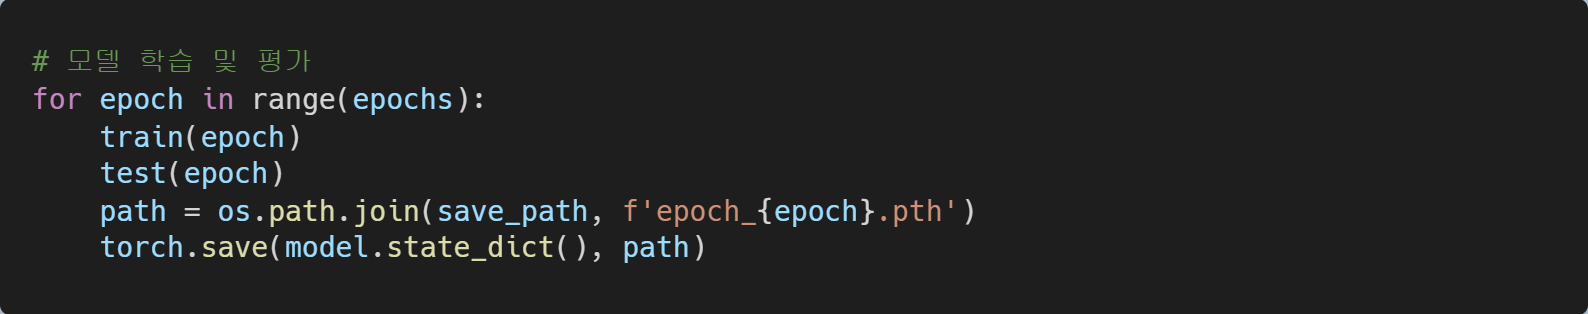 # 모델 학습 및 평가
for epoch in range(epochs):
    train(epoch)
    test(epoch)
    path = os.path.join(save_path, f'epoch_{epoch}.pth')
    torch.save(model.state_dict(), path)